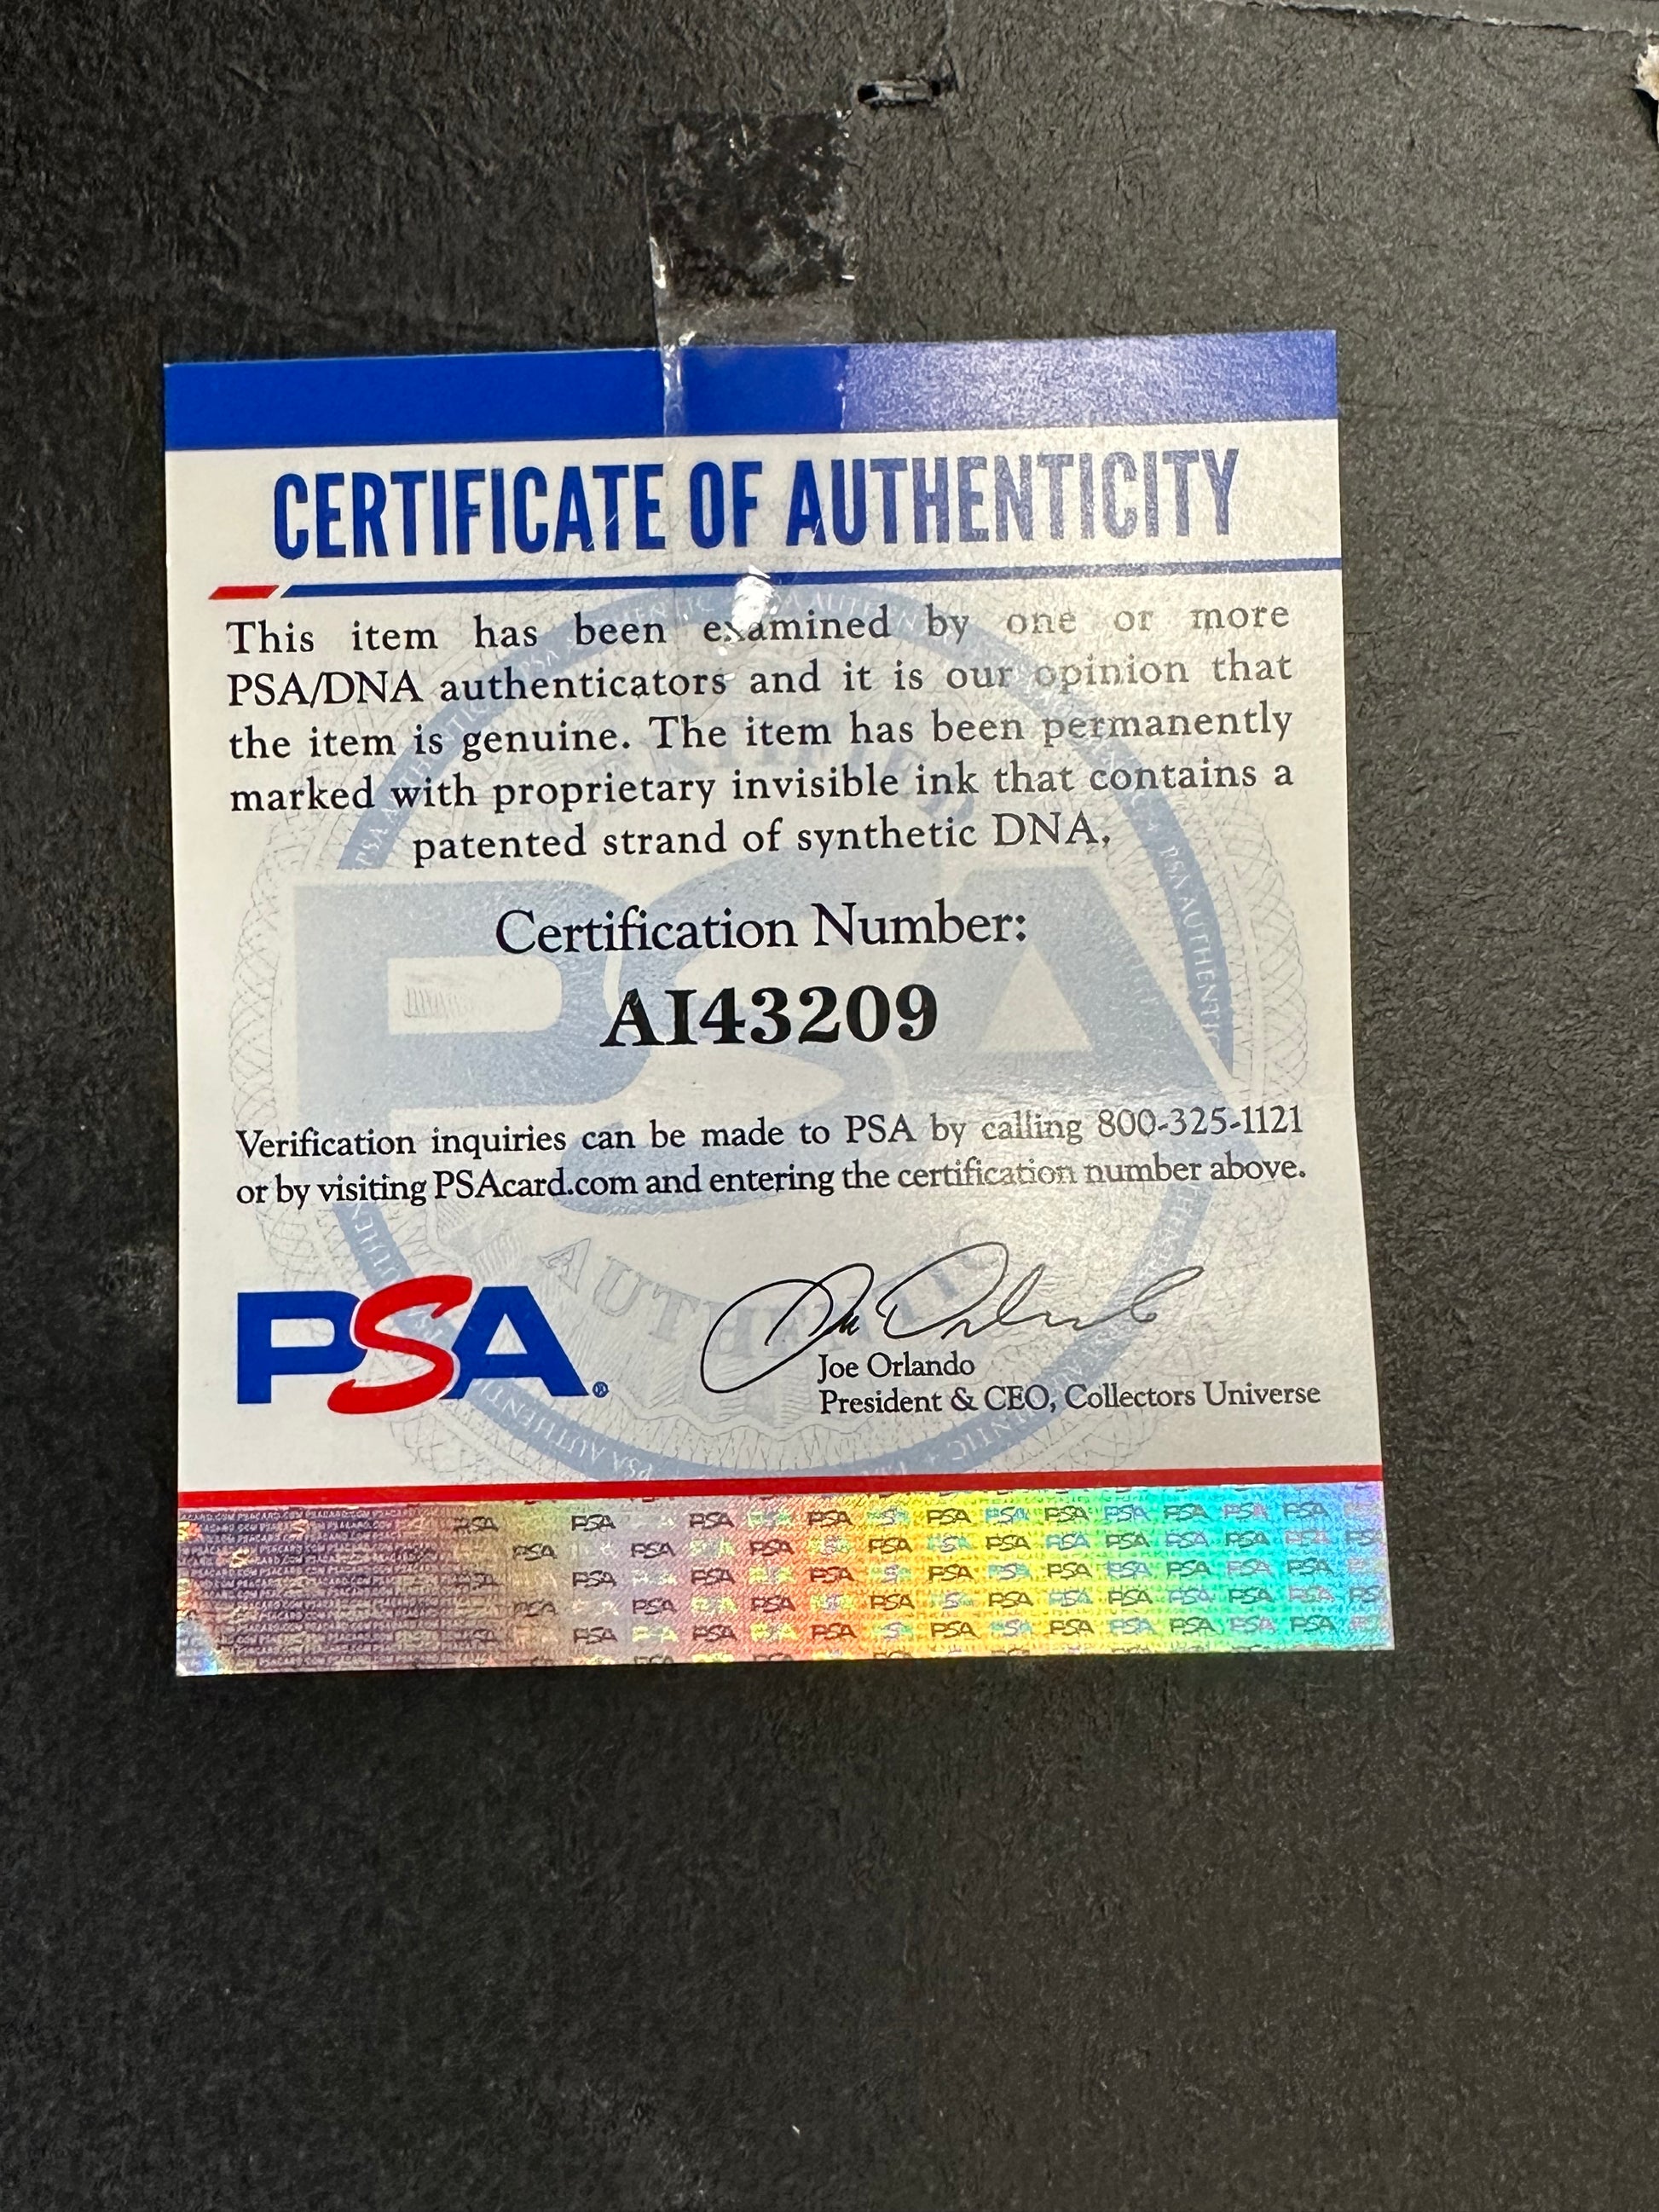 CERTIFICATE OF AUTHENTICITY
This item has been examined by one or more
PSA/DNA authenticators and it is our opinion that
the item is genuine. The item has been permanently
marked with proprietary invisible ink that contains a
patented strand of synthetic DNA.
Certification Number:
AI43209
Verification inquiries can be made to PSA by calling 800-325-1121
or by visiting PSAcard.com and entering the certification number above.
PSA®
Joe Orlando
President & CEO, Collectors Universe
PSA
AUTHENTIC